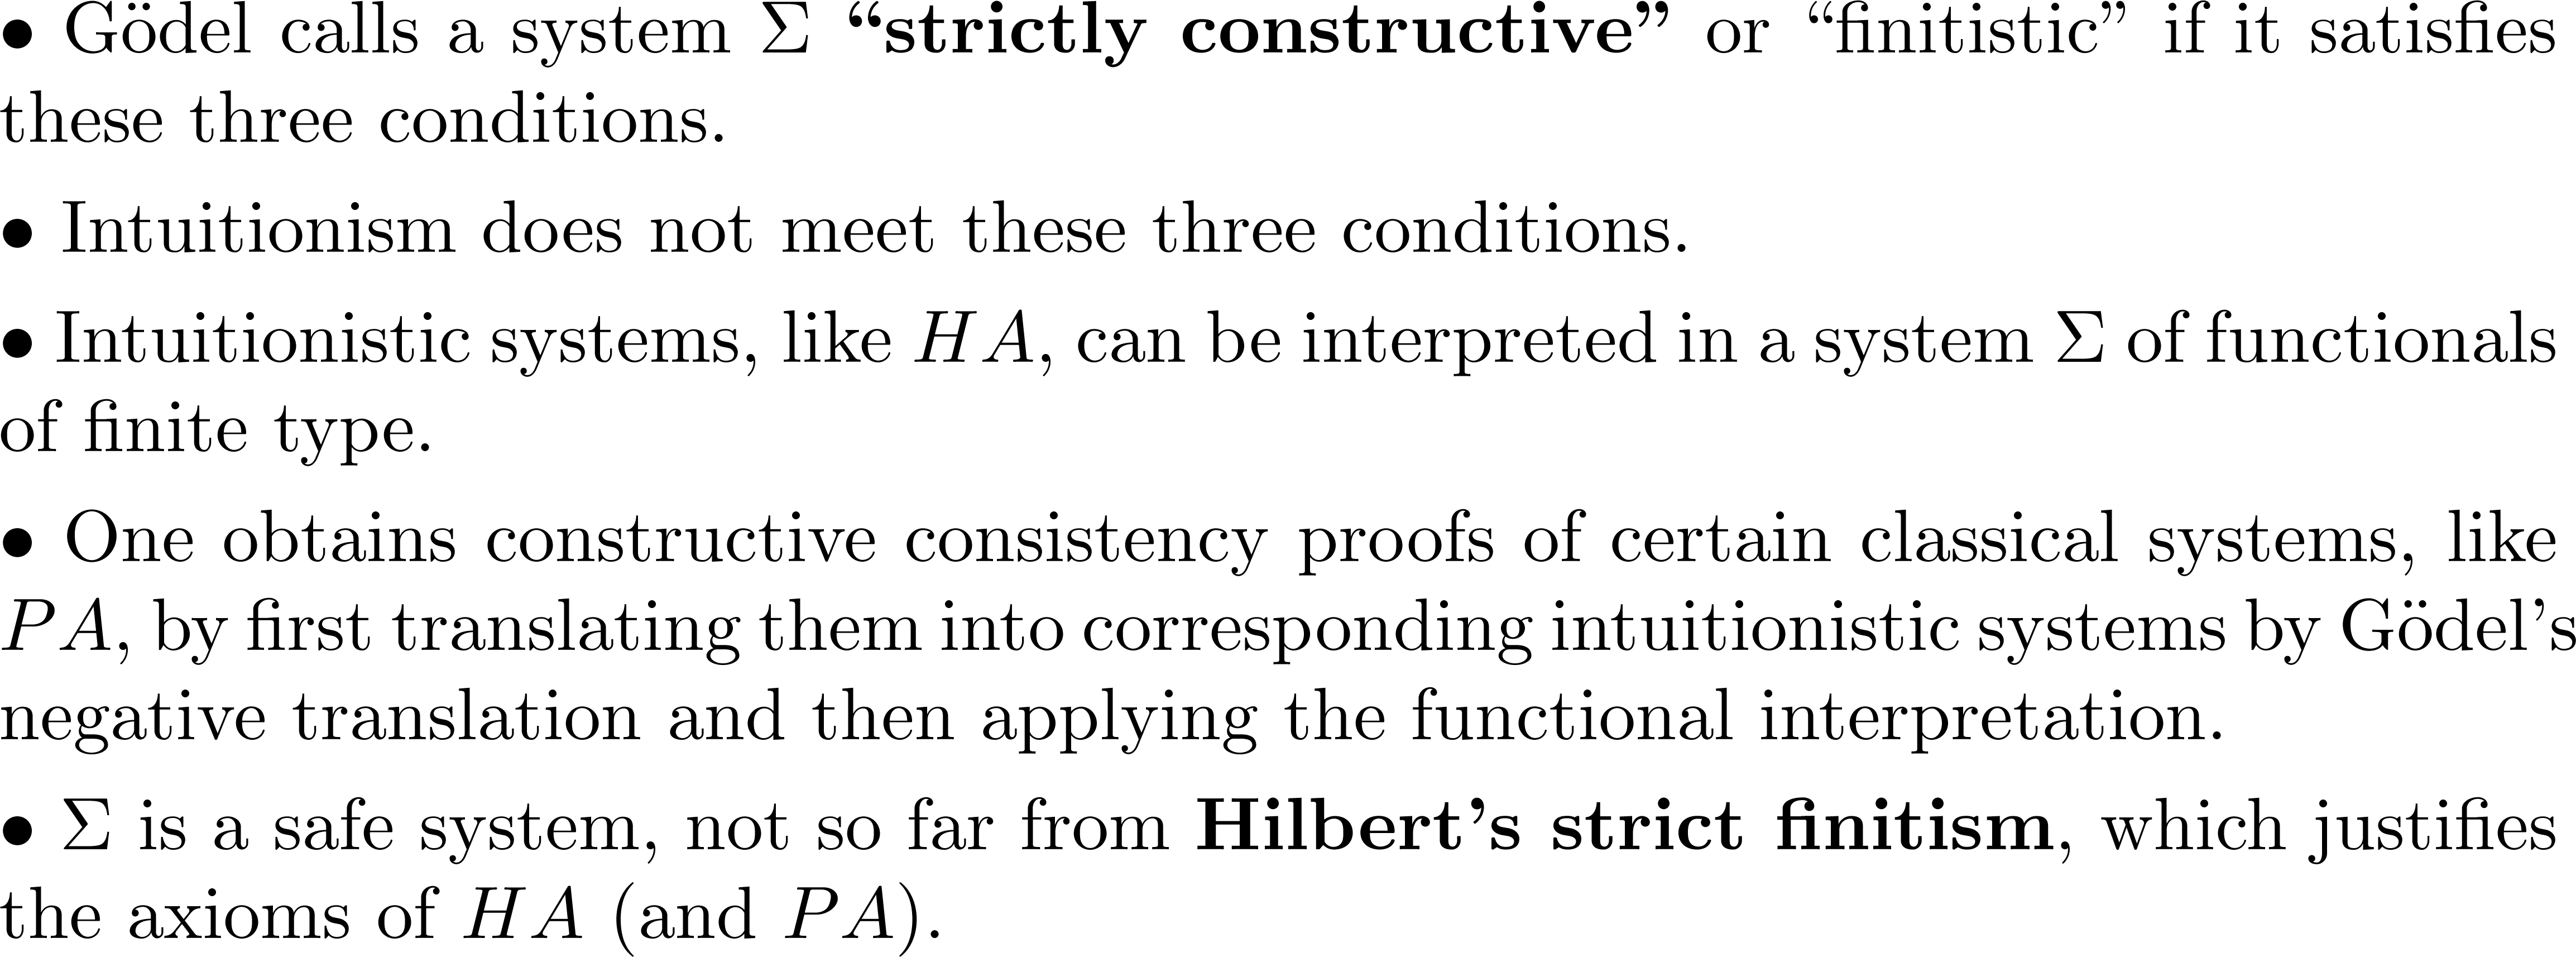 • Gödel calls a system Σ “strictly constructive” or “finitistic” if it satisfies
these three conditions.
• Intuitionism does not meet these three conditions.
• Intuitionistic systems, like HA, can be interpreted in a system Σ of functionals
of finite type.
• One obtains constructive consistency proofs of certain classical systems, like
PA, by first translating them into corresponding intuitionistic systems by Gödel’s
negative translation and then applying the functional interpretation.
• Σ is a safe system, not so far from Hilbert’s strict finitism, which justifies
the axioms of HA (and PA).